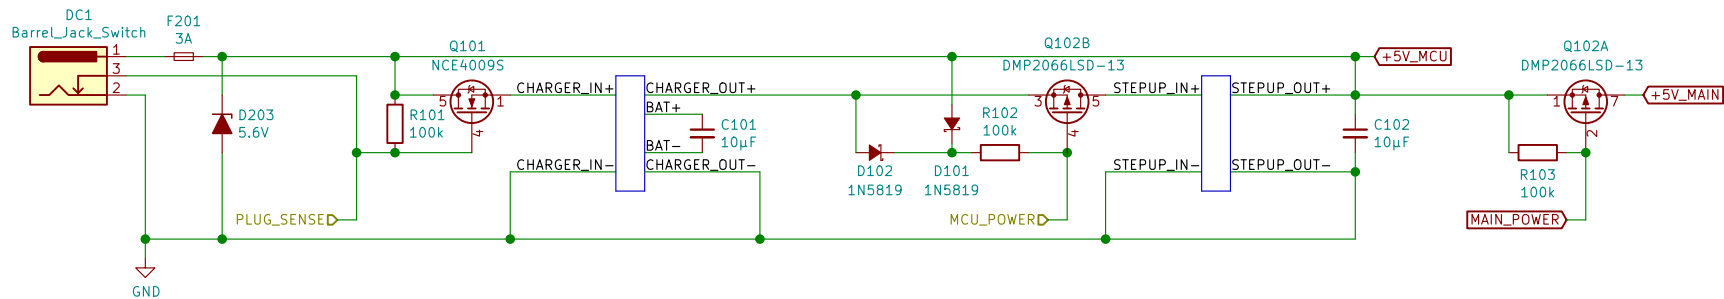 DC1
Barrel_Jack_Switch
1
3
2
F201
3A
D203
5.6V
PLUG_SENSE
GND
Q101
NCE4009S
5
1
4
R101
100k
CHARGER_IN+
CHARGER_IN-
CHARGER_OUT+
BAT+
BAT-
CHARGER_OUT-
C101
10μF
D102
1N5819
D101
1N5819
R102
100k
Q102B
DMP2066LSD-13
3
5
4
MCU_POWER
STEPUP_IN+
STEPUP_IN-
STEPUP_OUT+
STEPUP_OUT-
C102
10μF
+5V_MCU
Q102A
DMP2066LSD-13
1
7
2
+5V_MAIN
R103
100k
MAIN_POWER